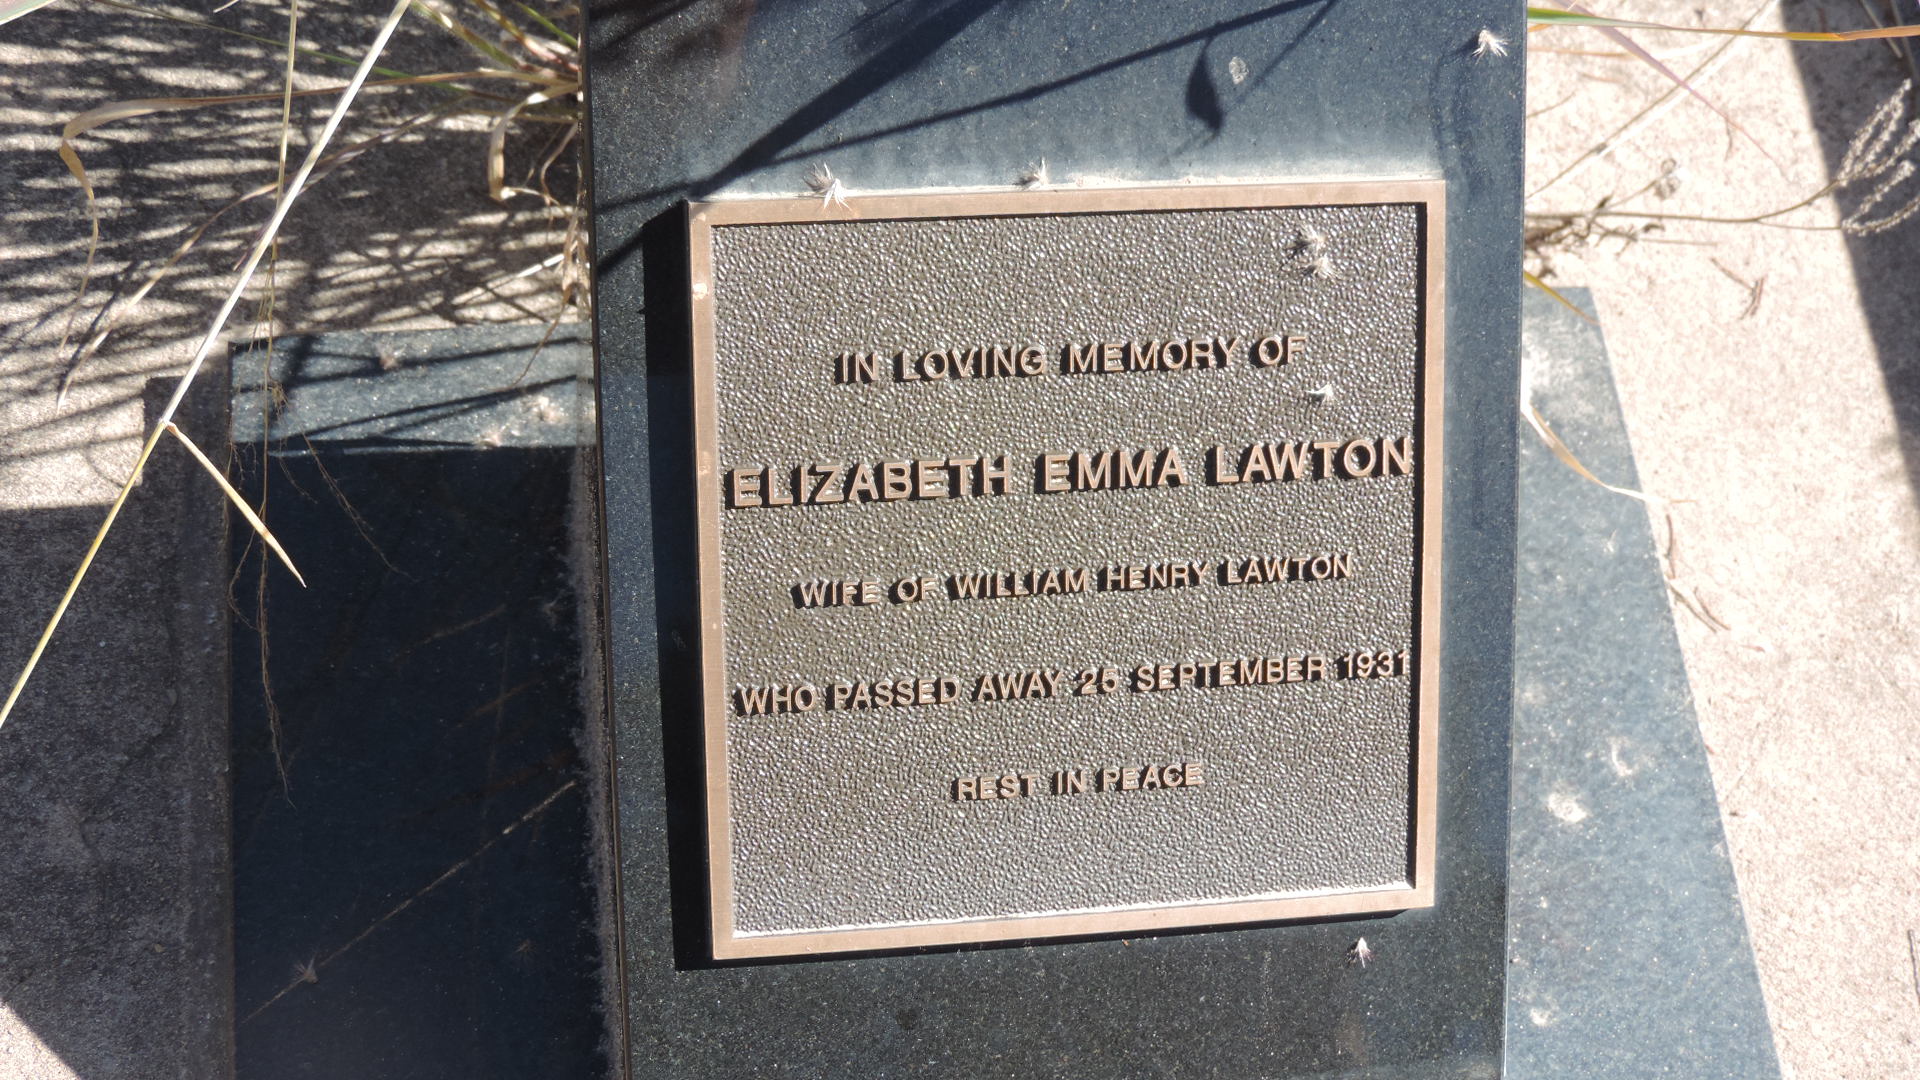 IN LOVING MEMORY OF
ELIZABETH EMMA LAWTON
WIFE OF WILLIAM HENRY LAWTON
WHO PASSED AWAY 25 SEPTEMBER 1931
REST IN PEACE